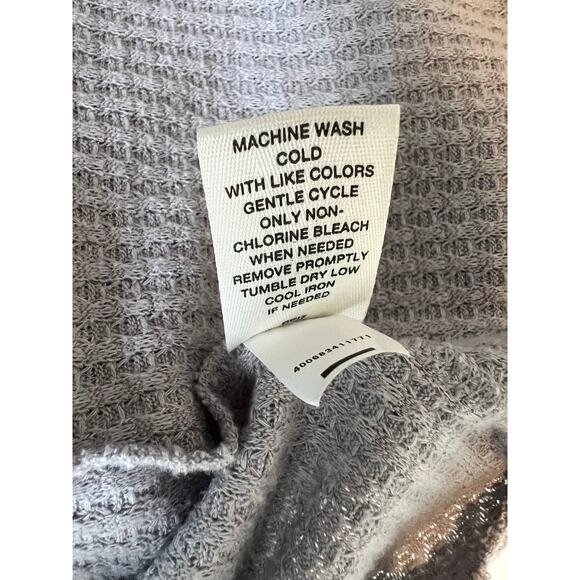 MACHINE WASH
COLD
WITH LIKE COLORS
GENTLE CYCLE
ONLY NON-
CHLORINE BLEACH
WHEN NEEDED
REMOVE PROMPTLY
TUMBLE DRY LOW
COOL IRON
IF NEEDED
400683411771